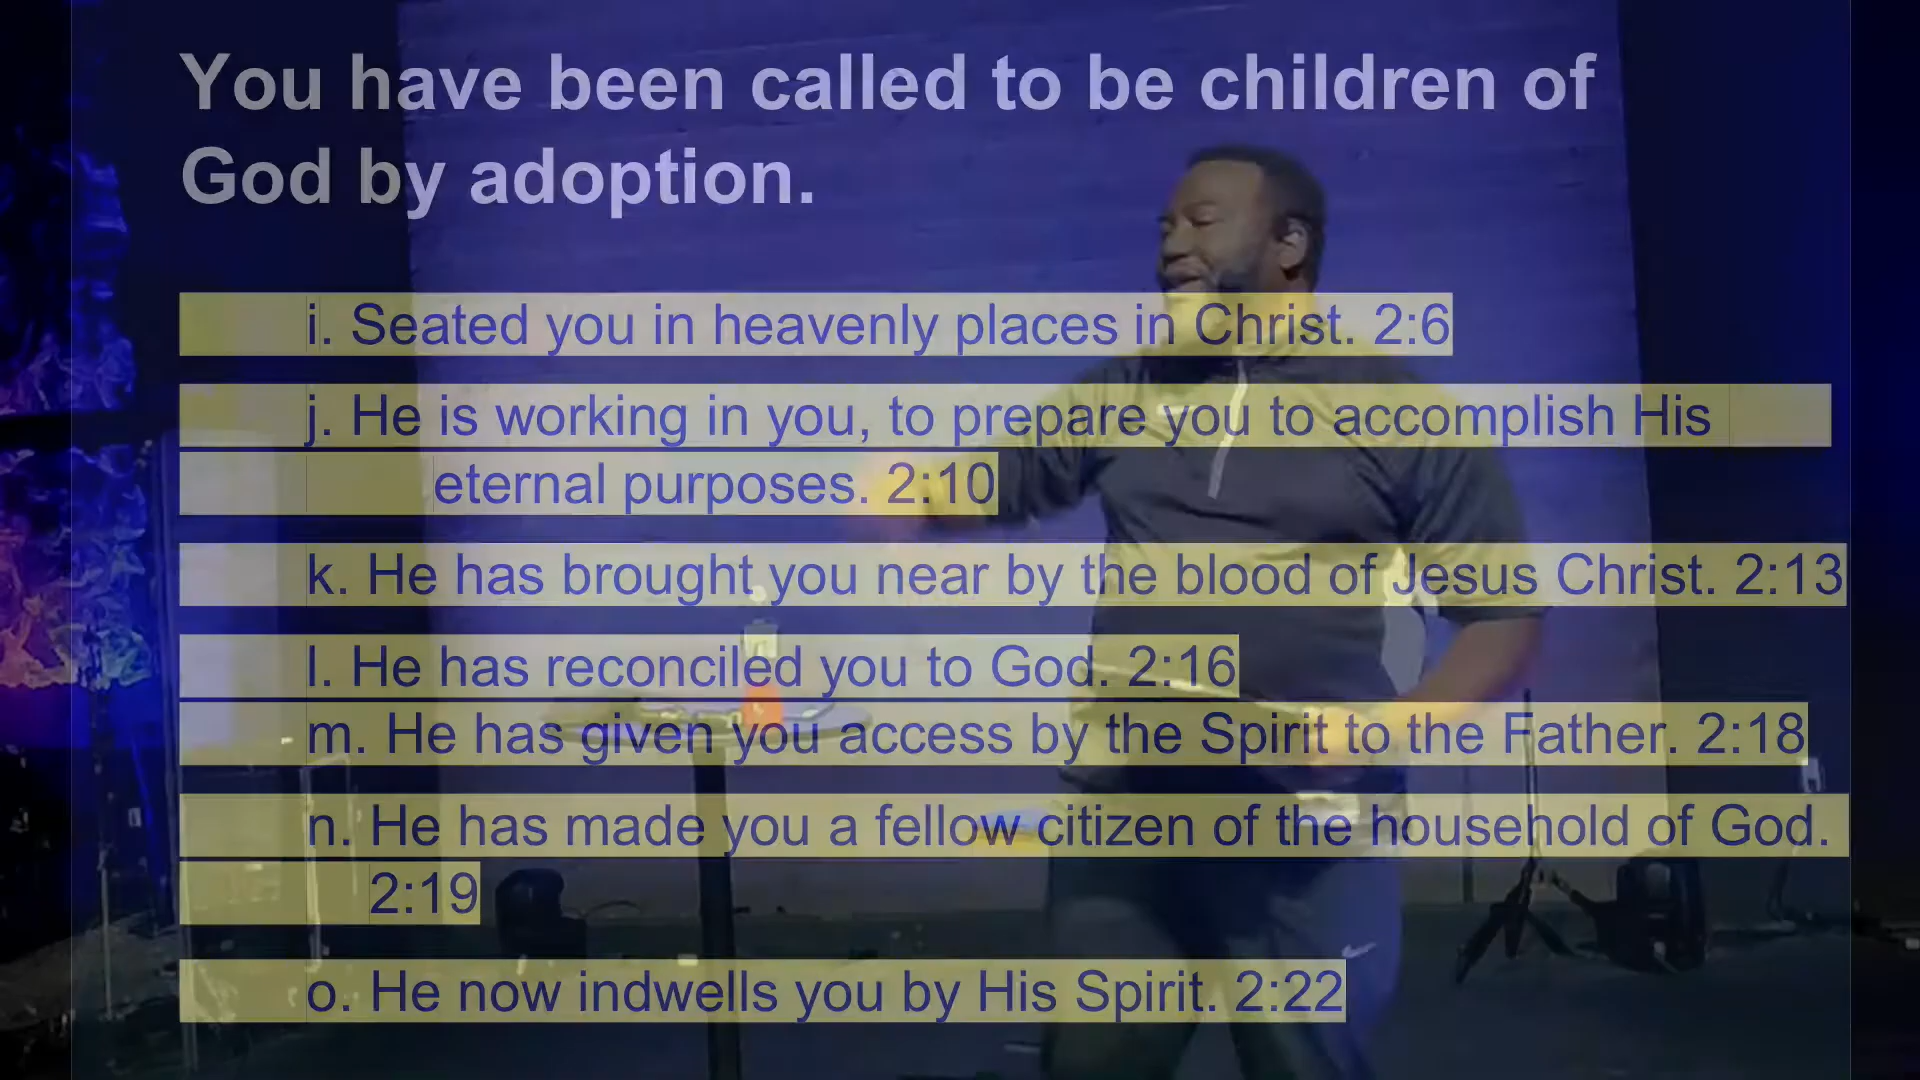 You have been called to be children of
God by adoption.
i. Seated you in heavenly places in Christ. 2:6
j. He is working in you, to prepare you to accomplish His
eternal purposes. 2:10
k. He has brought you near by the blood of Jesus Christ. 2:13
l. He has reconciled you to God. 2:16
m. He has given you access by the Spirit to the Father. 2:18
n. He has made you a fellow citizen of the household of God.
2:19
o. He now indwells you by His Spirit. 2:22